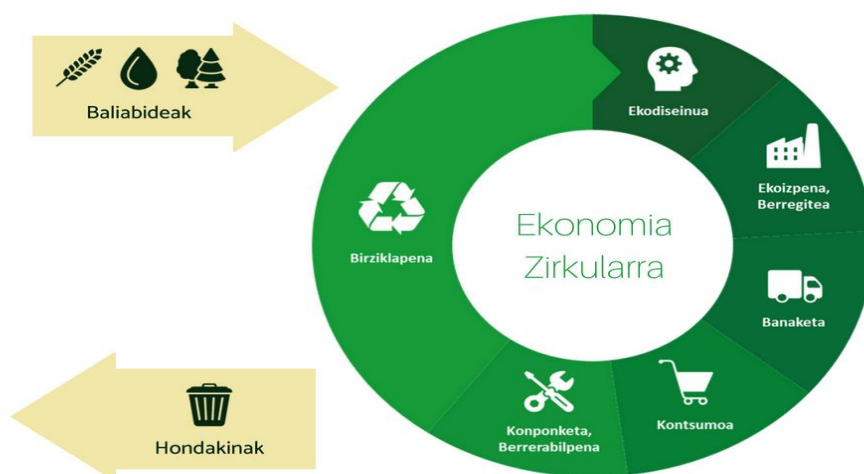 Baliabideak
Ekodiseinua
Ekoizpena,
Berregitea
Banaketa
Kontsumoa
Konponketa,
Berrerabilpena
Birziklapena
Ekonomia
Zirkularra
Hondakinak